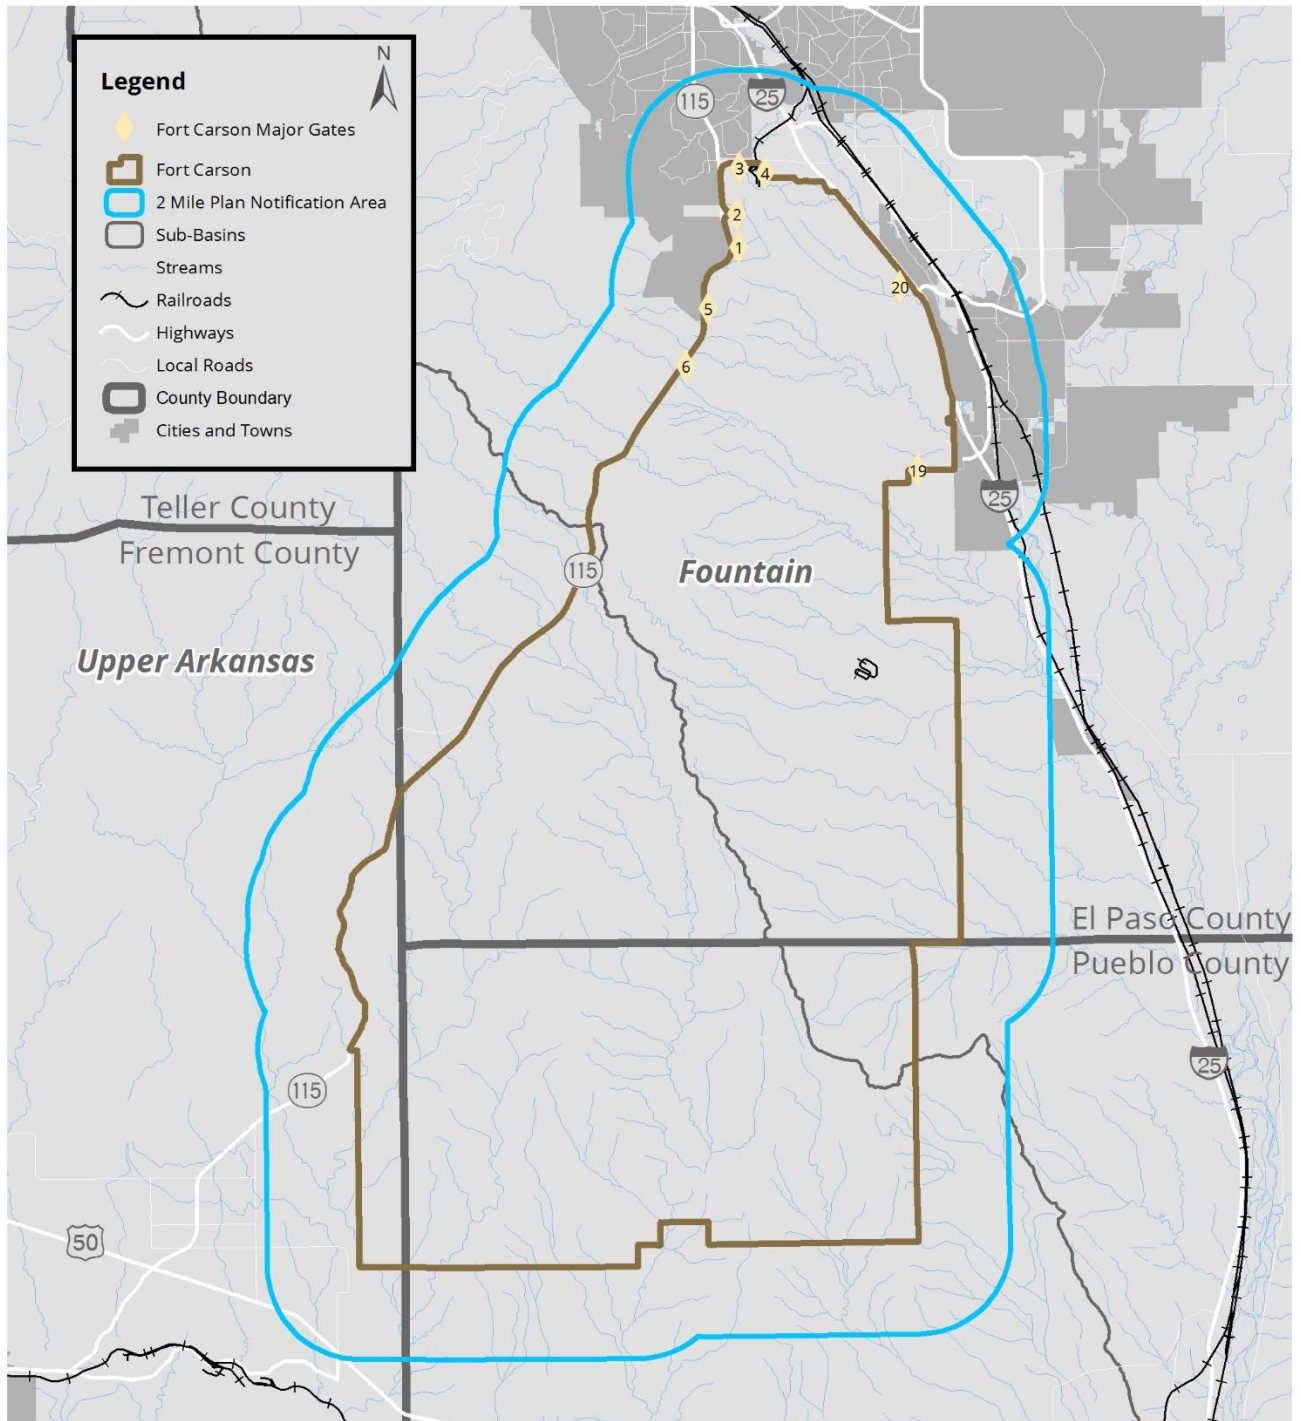 N
Legend
Fort Carson Major Gates
Fort Carson
2 Mile Plan Notification Area
Sub-Basins
Streams
Railroads
Highways
Local Roads
County Boundary
Cities and Towns
115
25
3
4
2
1
20
5
6
19
25
Teller County
Fremont County
115
Fountain
Upper Arkansas
El Paso County
Pueblo County
25
115
50